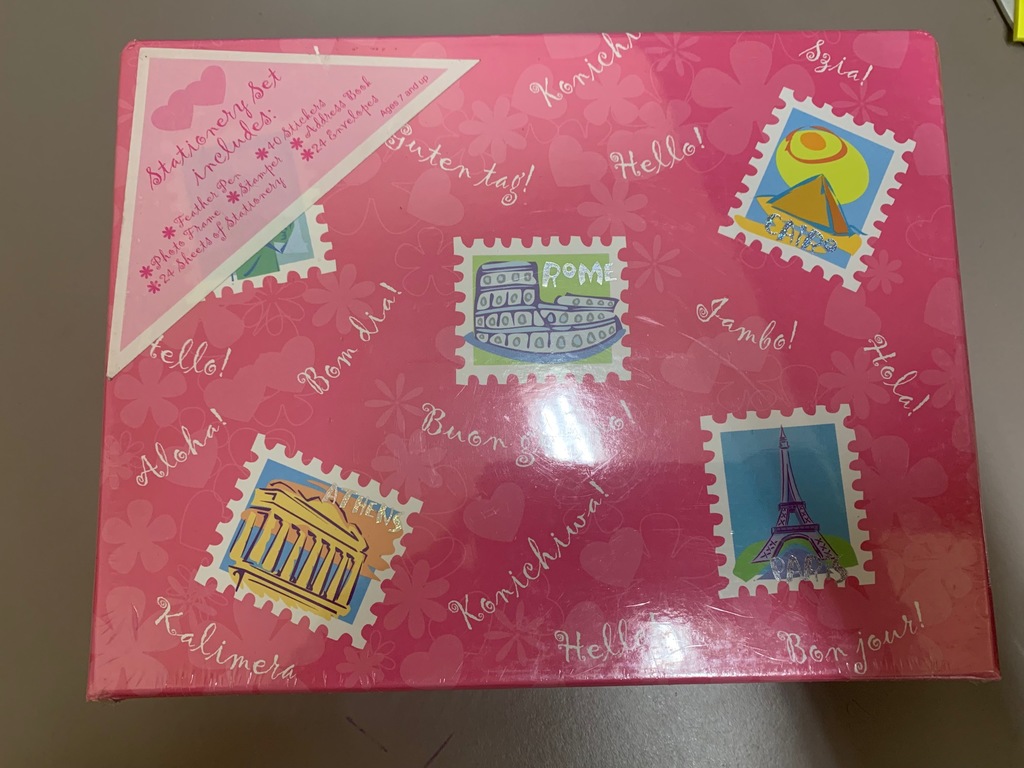 Stationery Set
includes:
*Feather Pen *40 Stickers
*Photo Frame *Stamper *Address Book
*24 Sheets of Stationery *24 Envelopes
Ages 7 and up
Konichi
Szia!
Guten tag!
Hello!
CAIRO
ROME
Bom dia!
Jambo!
Hello!
Hola!
Aloha!
Buon g o!
ATHENS
PARIS
Konichiwa!
Kalimera
Hello!
Bonjour!